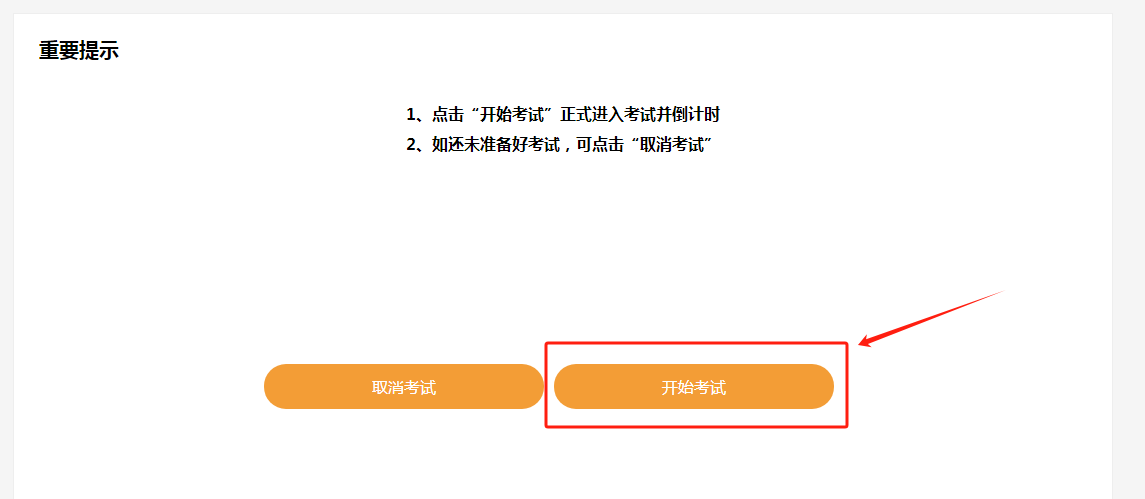 重要提示
1、点击“开始考试”正式进入考试并倒计时
2、如还未准备好考试，可点击“取消考试”
取消考试
开始考试